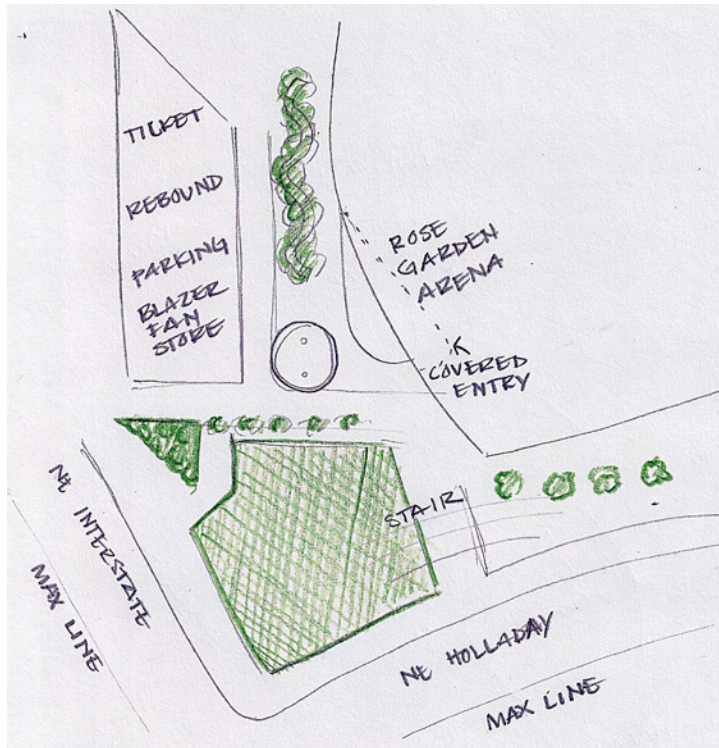 TICKET
REBOUND
PARKING
BLAZER
FAN
STORE
ROSE
GARDEN
ARENA
COVERED
ENTRY
STAIR
NE INTERSTATE
MAX LINE
NE HOLLADAY
MAX LINE